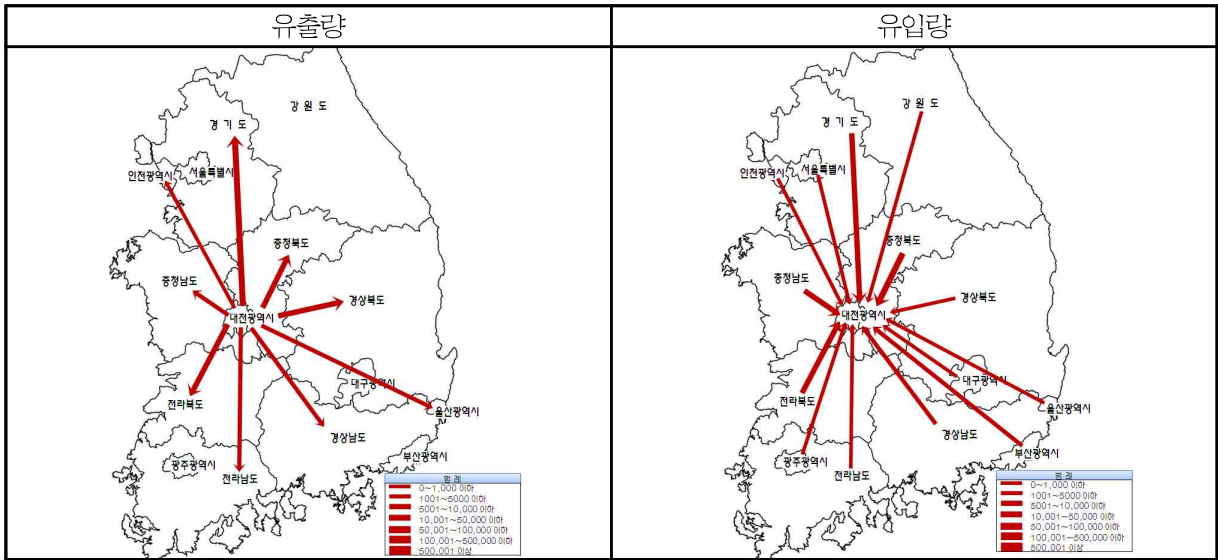 유출량
유입량
강 원 도
경 기 도
인천광역시
서울특별시
충청북도
충청남도
경상북도
대전광역시
대구광역시
전라북도
울산광역시
경상남도
부산광역시
광주광역시
전라남도
범 례
0~1,000 이하
1001~5000 이하
5001~10,000 이하
10,001~50,000 이하
50,001~100,000 이하
100,001~500,000 이하
500,001 이상
강 원 도
경 기 도
인천광역시
서울특별시
충청북도
충청남도
경상북도
대전광역시
대구광역시
전라북도
울산광역시
경상남도
부산광역시
광주광역시
전라남도
범 례
0~1,000 이하
1001~5000 이하
5001~10,000 이하
10,001~50,000 이하
50,001~100,000 이하
100,001~500,000 이하
500,001 이상